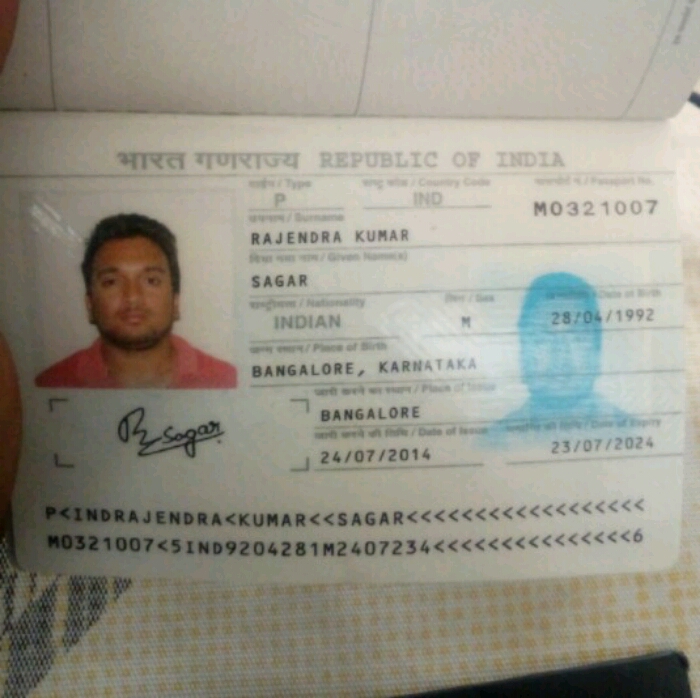 भारत गणराज्य REPUBLIC OF INDIA
टाईप / Type राष्ट्र कोड / Country Code पासपोर्ट नं. / Passport No.
P IND M0321007
उपनाम / Surname
RAJENDRA KUMAR
दिया गया नाम / Given Name(s)
SAGAR
राष्ट्रीयता / Nationality लिंग / Sex Date of Birth
INDIAN M 28/04/1992
जन्म स्थान / Place of Birth
BANGALORE, KARNATAKA
जारी करने का स्थान / Place of Issue
BANGALORE
जारी करने की तिथि / Date of Issue समाप्ति की तिथि / Date of Expiry
24/07/2014 23/07/2024
Sagar
P<INDRAJENDRA<KUMAR<<SAGAR<<<<<<<<<<<<<<<<<<
M0321007<5IND9204281M2407234<<<<<<<<<<<<<<<6